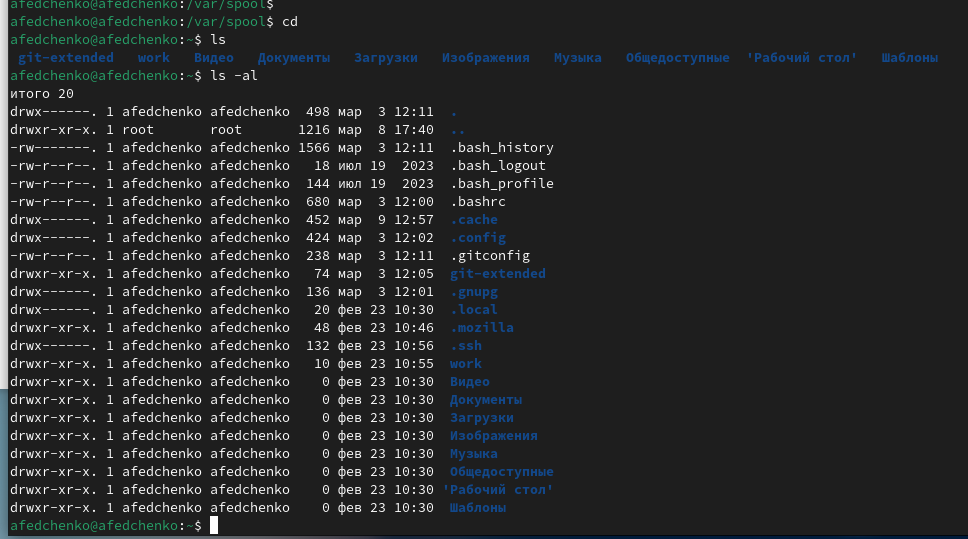 afedchenko@afedchenko:/var/spool$
afedchenko@afedchenko:/var/spool$ cd
afedchenko@afedchenko:~$ ls
git-extended work Видео Документы Загрузки Изображения Музыка Общедоступные 'Рабочий стол' Шаблоны
afedchenko@afedchenko:~$ ls -al
итого 20
drwx------. 1 afedchenko afedchenko 498 мар 3 12:11 .
drwxr-xr-x. 1 root root 1216 мар 8 17:40 ..
-rw-------. 1 afedchenko afedchenko 1566 мар 3 12:11 .bash_history
-rw-r--r--. 1 afedchenko afedchenko 18 июл 19 2023 .bash_logout
-rw-r--r--. 1 afedchenko afedchenko 144 июл 19 2023 .bash_profile
-rw-r--r--. 1 afedchenko afedchenko 680 мар 3 12:00 .bashrc
drwx------. 1 afedchenko afedchenko 452 мар 9 12:57 .cache
drwx------. 1 afedchenko afedchenko 424 мар 3 12:02 .config
-rw-r--r--. 1 afedchenko afedchenko 238 мар 3 12:11 .gitconfig
drwxr-xr-x. 1 afedchenko afedchenko 74 мар 3 12:05 git-extended
drwx------. 1 afedchenko afedchenko 136 мар 3 12:01 .gnupg
drwx------. 1 afedchenko afedchenko 20 фев 23 10:30 .local
drwxr-xr-x. 1 afedchenko afedchenko 48 фев 23 10:46 .mozilla
drwx------. 1 afedchenko afedchenko 132 фев 23 10:56 .ssh
drwxr-xr-x. 1 afedchenko afedchenko 10 фев 23 10:55 work
drwxr-xr-x. 1 afedchenko afedchenko 0 фев 23 10:30 Видео
drwxr-xr-x. 1 afedchenko afedchenko 0 фев 23 10:30 Документы
drwxr-xr-x. 1 afedchenko afedchenko 0 фев 23 10:30 Загрузки
drwxr-xr-x. 1 afedchenko afedchenko 0 фев 23 10:30 Изображения
drwxr-xr-x. 1 afedchenko afedchenko 0 фев 23 10:30 Музыка
drwxr-xr-x. 1 afedchenko afedchenko 0 фев 23 10:30 Общедоступные
drwxr-xr-x. 1 afedchenko afedchenko 0 фев 23 10:30 'Рабочий стол'
drwxr-xr-x. 1 afedchenko afedchenko 0 фев 23 10:30 Шаблоны
afedchenko@afedchenko:~$